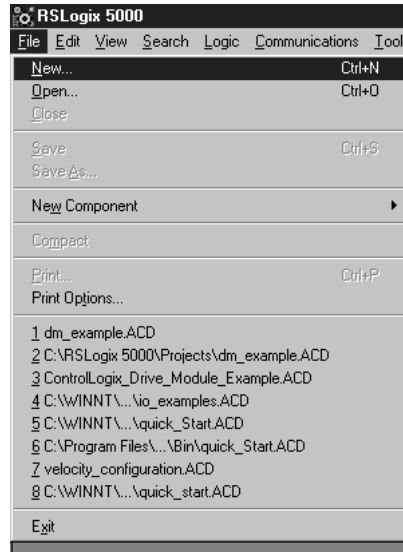 RSLogix 5000
File Edit View Search Logic Communications Tool
New... Ctrl+N
Open... Ctrl+O
Close
Save Ctrl+S
Save As...
New Component
Compact
Print... Ctrl+P
Print Options...
1 dm_example.ACD
2 C:\RSLogix 5000\Projects\dm_example.ACD
3 ControlLogix_Drive_Module_Example.ACD
4 C:\WINNT\...\io_examples.ACD
5 C:\WINNT\...\quick_Start.ACD
6 C:\Program Files\...\Bin\quick_Start.ACD
7 velocity_configuration.ACD
8 C:\WINNT\...\quick_start.ACD
Exit